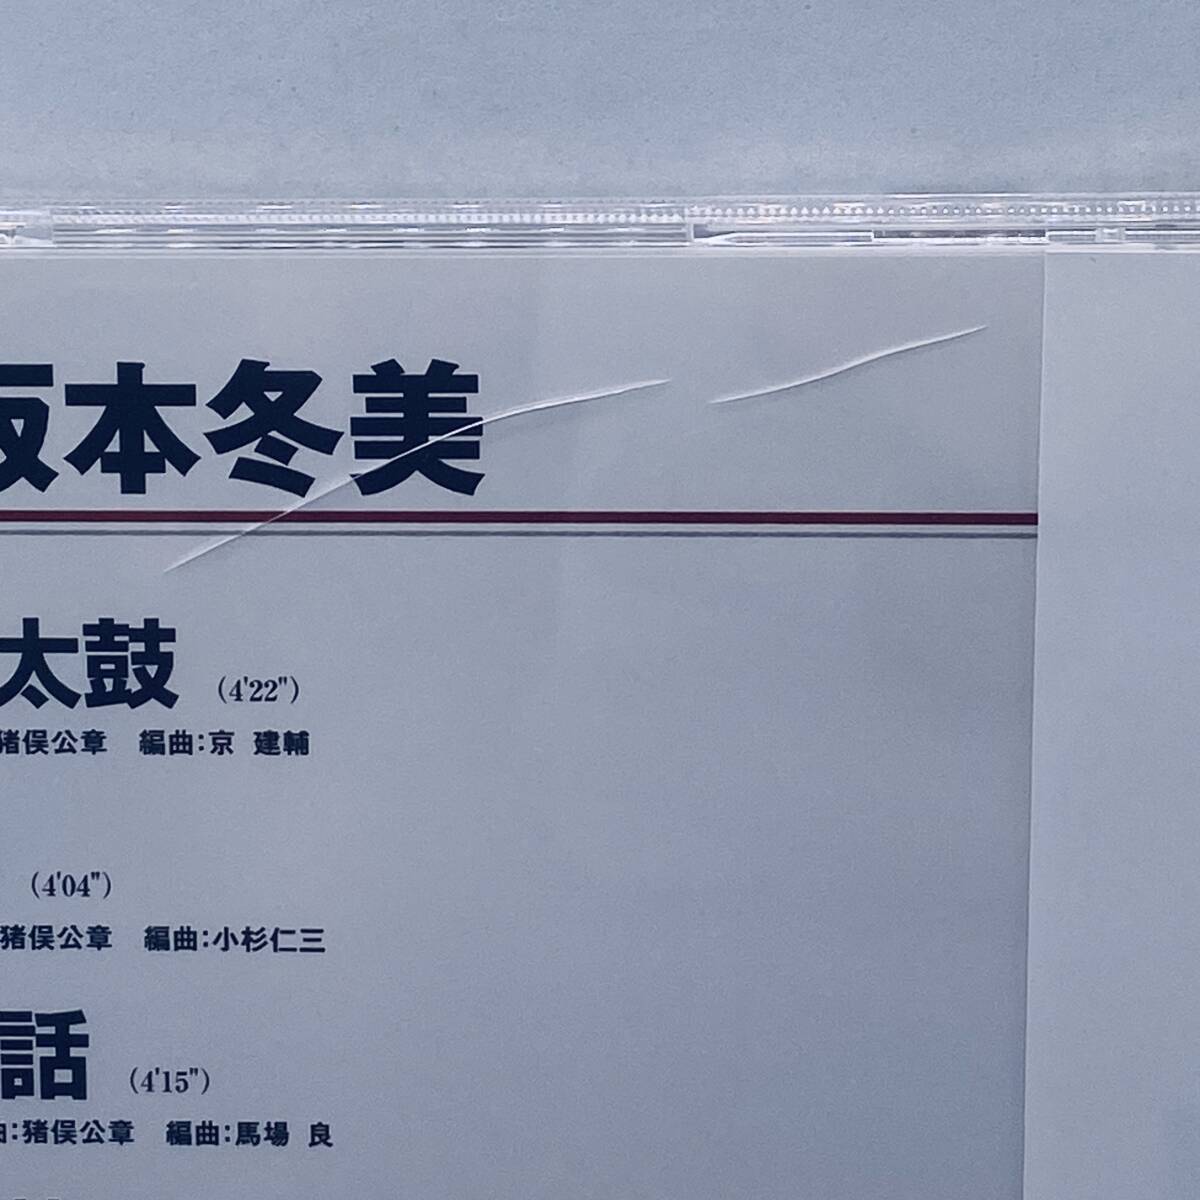 坂本冬美
太鼓 (4'22")
猪俣公章 編曲:京 建輔
(4'04")
猪俣公章 編曲:小杉仁三
話 (4'15")
曲:猪俣公章 編曲:馬場 良